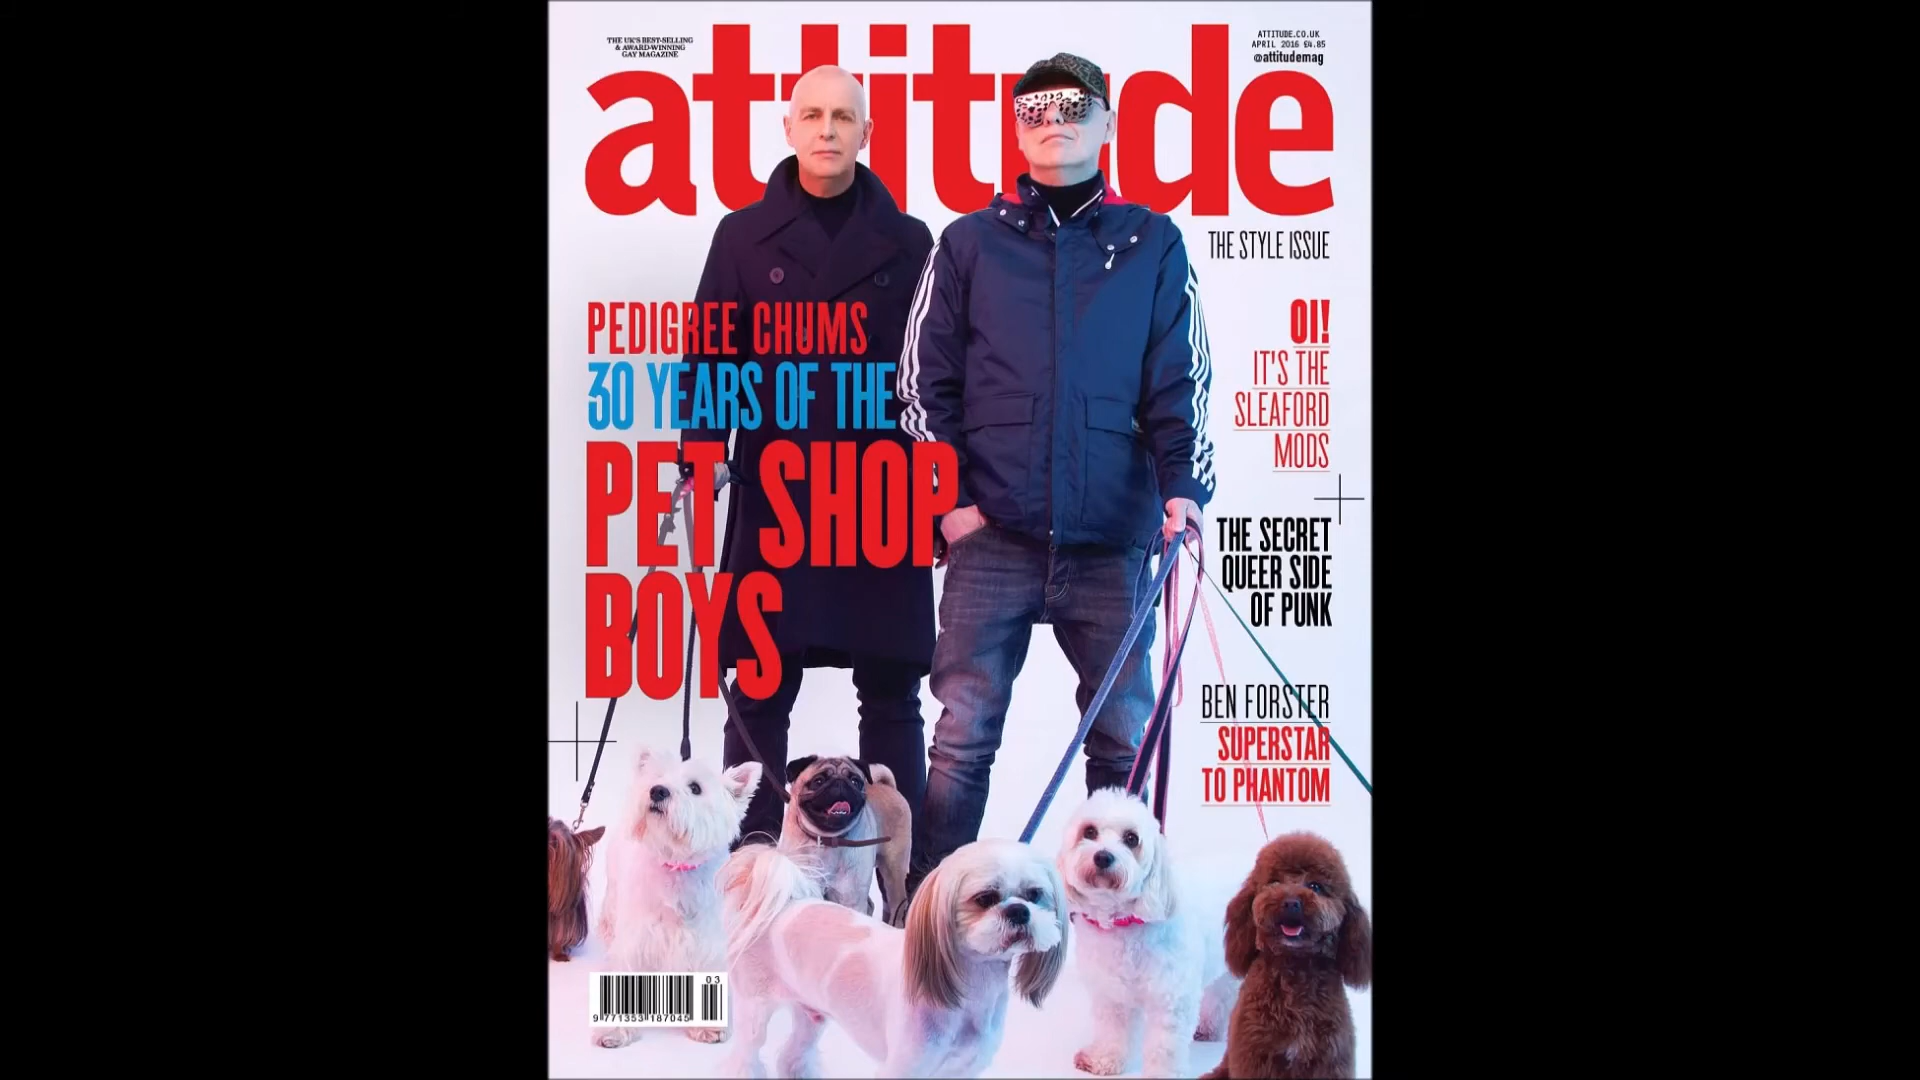 THE UK'S BEST-SELLING
& AWARD-WINNING
GAY MAGAZINE
attitude
ATTITUDE.CO.UK
APRIL 2016 £4.85
@attitudemag
THE STYLE ISSUE
PEDIGREE CHUMS
30 YEARS OF THE
PET SHOP
BOYS
OI!
IT'S THE
SLEAFORD
MODS
THE SECRET
QUEER SIDE
OF PUNK
BEN FORSTER
SUPERSTAR
TO PHANTOM
03
9 771353 187045